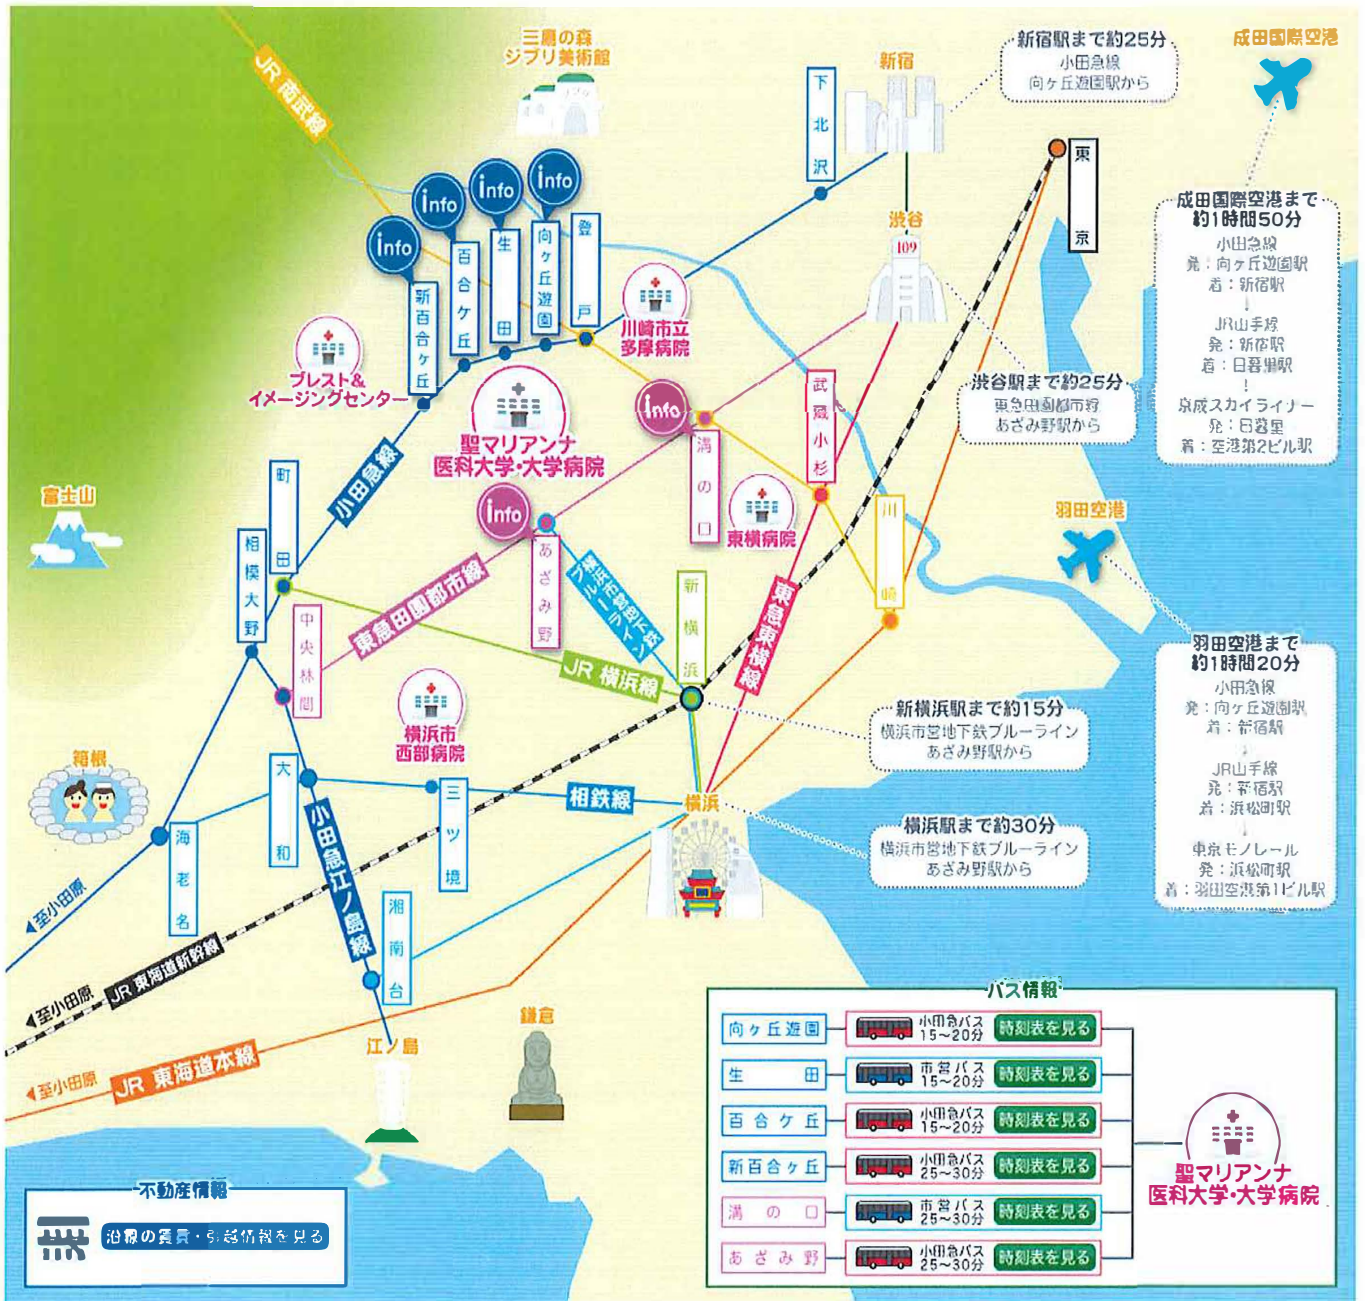 三鷹の森
ジブリ美術館
新宿
新宿駅まで約25分
小田急線
向ヶ丘遊園駅から
成田国際空港
JR 南武線
下北沢
東京
info
info
info
info
渋谷
109
成田国際空港まで
約1時間50分
小田急線
発：向ヶ丘遊園駅
着：新宿駅
↓
JR山手線
発：新宿駅
着：日暮里駅
↓
京成スカイライナー
発：日暮里
着：空港第2ビル駅
新百合ヶ丘
百合ケ丘
生田
向ヶ丘遊園
登戸
川崎市立
多摩病院
ブレスト&
イメージングセンター
聖マリアンナ
医科大学・大学病院
info
溝の口
武蔵小杉
渋谷駅まで約25分
東急田園都市線
あざみ野駅から
小田急線
町田
相模大野
富士山
info
あざみ野
東横病院
川崎
羽田空港
中央林間
東急田園都市線
横浜市営地下鉄
ブルーライン
新横浜
東急東横線
JR 横浜線
羽田空港まで
約1時間20分
小田急線
発：向ヶ丘遊園駅
着：新宿駅
↓
JR山手線
発：新宿駅
着：浜松町駅
↓
東京モノレール
発：浜松町駅
着：羽田空港第1ビル駅
横浜市
西部病院
新横浜駅まで約15分
横浜市営地下鉄ブルーライン
あざみ野駅から
箱根
大和
三ツ境
相鉄線
横浜
横浜駅まで約30分
横浜市営地下鉄ブルーライン
あざみ野駅から
海老名
小田急江ノ島線
湘南台
◀至小田原
JR 東海道新幹線
◀至小田原
JR 東海道本線
◀至小田原
江ノ島
鎌倉
バス情報
向ヶ丘遊園
小田急バス
15〜20分
時刻表を見る
生田
市営バス
15〜20分
時刻表を見る
百合ケ丘
小田急バス
15〜20分
時刻表を見る
新百合ヶ丘
小田急バス
25〜30分
時刻表を見る
溝の口
市営バス
25〜30分
時刻表を見る
あざみ野
小田急バス
25〜30分
時刻表を見る
聖マリアンナ
医科大学・大学病院
不動産情報
沿線の賃貸・引越情報を見る